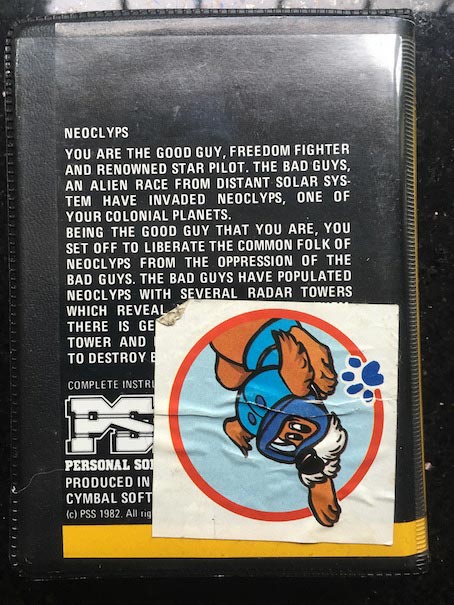 NEOCLYPS
YOU ARE THE GOOD GUY, FREEDOM FIGHTER
AND RENOWNED STAR PILOT. THE BAD GUYS,
AN ALIEN RACE FROM DISTANT SOLAR SYS-
TEM HAVE INVADED NEOCLYPS, ONE OF
YOUR COLONIAL PLANETS.
BEING THE GOOD GUY THAT YOU ARE, YOU
SET OFF TO LIBERATE THE COMMON FOLK OF
NEOCLYPS FROM THE OPPRESSION OF THE
BAD GUYS. THE BAD GUYS HAVE POPULATED
NEOCLYPS WITH SEVERAL RADAR TOWERS
WHICH REVEAL
THERE IS GE
TOWER AND
TO DESTROY
COMPLETE INSTRU
PSS
PERSONAL SO
PRODUCED IN
CYMBAL SOFT
(c) PSS 1982. All rig